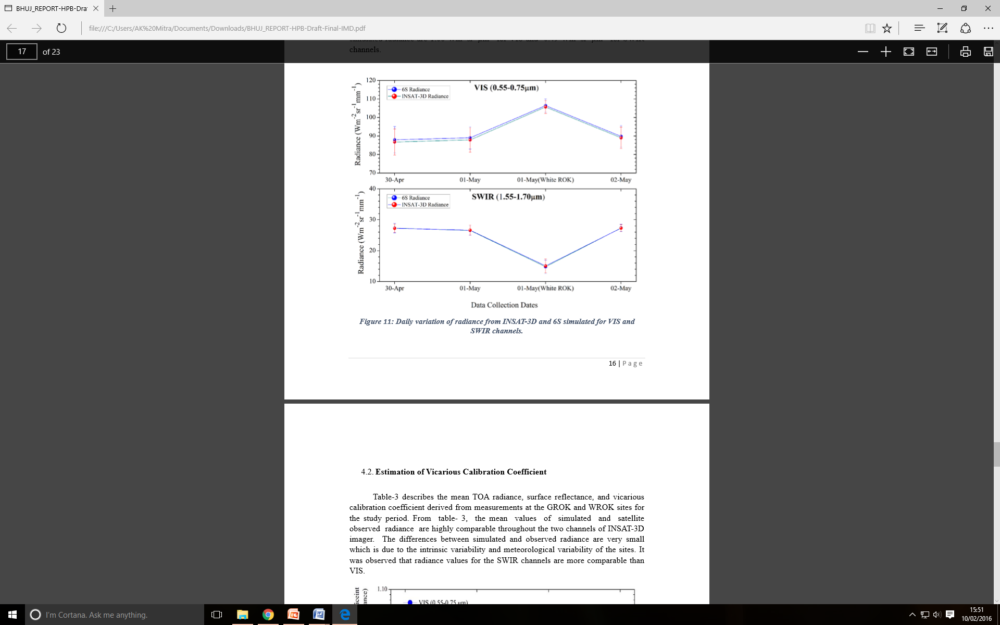 BHUJ_REPORT-HPB-Dra
file:///C:/Users/AK%20Mitra/Documents/Downloads/BHUJ_REPORT-HPB-Draft-Final-IMD.pdf
17 of 23
channels.
VIS (0.55-0.75μm)
6S Radiance
INSAT-3D Radiance
Radiance (Wm-2sr-1mm-1)
120
110
100
90
80
70
30-Apr 01-May 01-May(White ROK) 02-May
SWIR (1.55-1.70μm)
6S Radiance
INSAT-3D Radiance
Radiance (Wm-2sr-1mm-1)
40
30
20
10
30-Apr 01-May 01-May(White ROK) 02-May
Data Collection Dates
Figure 11: Daily variation of radiance from INSAT-3D and 6S simulated for VIS and
SWIR channels.
16 | Page
4.2. Estimation of Vicarious Calibration Coefficient
Table-3 describes the mean TOA radiance, surface reflectance, and vicarious
calibration coefficient derived from measurements at the GROK and WROK sites for
the study period. From table- 3, the mean values of simulated and satellite
observed radiance are highly comparable throughout the two channels of INSAT-3D
imager. The differences between simulated and observed radiance are very small
which is due to the intrinsic variability and meteorological variability of the sites. It
was observed that radiance values for the SWIR channels are more comparable than
VIS.
1.10
VIS (0.55-0.75 μm)
I'm Cortana. Ask me anything.
15:51
10/02/2016